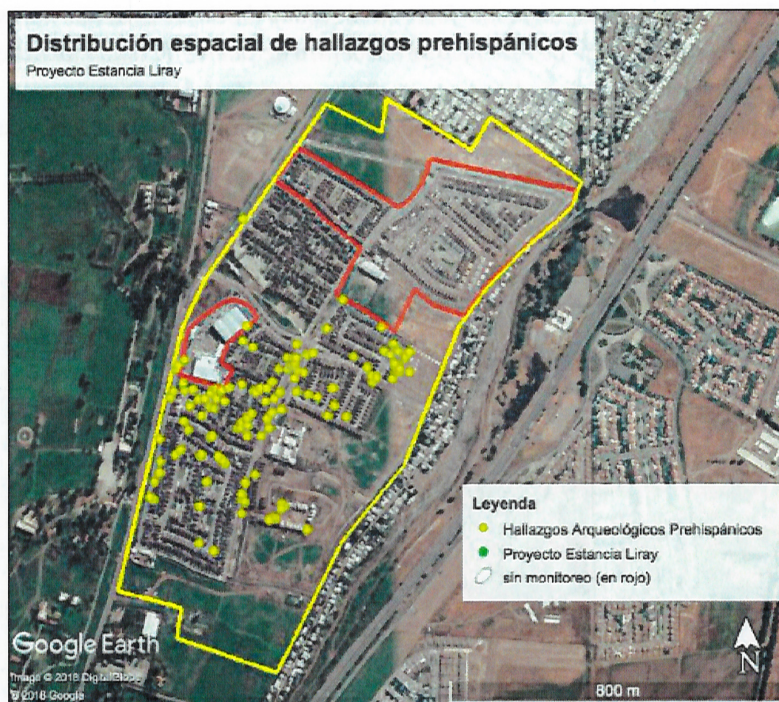 Distribución espacial de hallazgos prehispánicos
Proyecto Estancia Liray
Leyenda
Hallazgos Arqueológicos Prehispánicos
Proyecto Estancia Liray
sin monitoreo (en rojo)
Google Earth
Image © 2018 DigitalGlobe
© 2018 Google
N
800 m